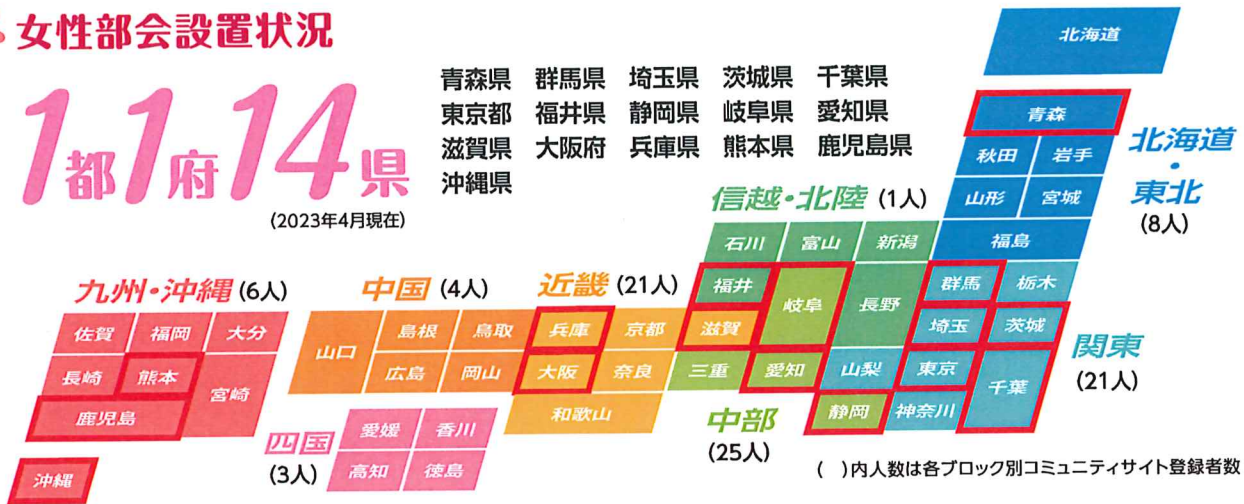 女性部会設置状況
1都1府14県
(2023年4月現在)
青森県 群馬県 埼玉県 茨城県 千葉県
東京都 福井県 静岡県 岐阜県 愛知県
滋賀県 大阪府 兵庫県 熊本県 鹿児島県
沖縄県
北海道
青森
秋田 岩手
山形 宮城
福島
北海道・東北
(8人)
信越・北陸 (1人)
石川 富山 新潟
福井 岐阜 長野
群馬 栃木
埼玉 茨城
山梨 東京 千葉
神奈川
関東
(21人)
近畿 (21人)
兵庫 京都 滋賀
大阪 奈良
和歌山
三重 愛知 静岡
中部
(25人)
中国 (4人)
山口 島根 鳥取
広島 岡山
四国
(3人)
愛媛 香川
高知 徳島
九州・沖縄 (6人)
佐賀 福岡 大分
長崎 熊本 宮崎
鹿児島
沖縄
( )内人数は各ブロック別コミュニティサイト登録者数